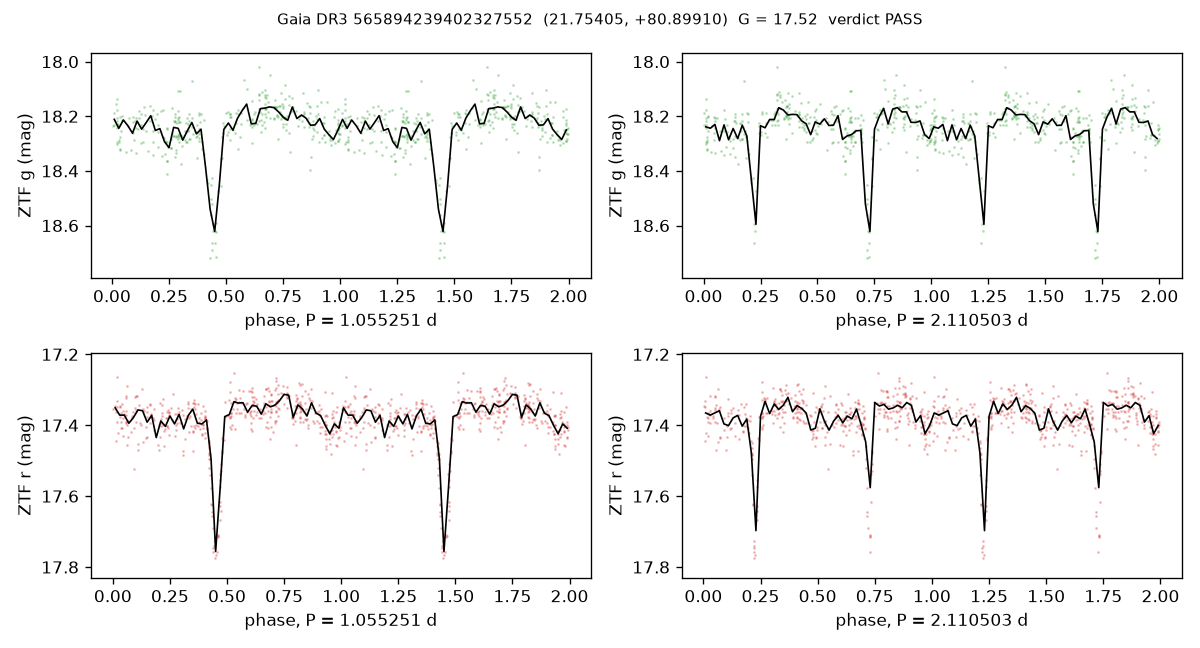 Gaia DR3 565894239402327552 (21.75405, +80.89910) G = 17.52 verdict PASS
ZTF g (mag)
18.0
18.2
18.4
18.6
0.00 0.25 0.50 0.75 1.00 1.25 1.50 1.75 2.00
phase, P = 1.055251 d
ZTF g (mag)
18.0
18.2
18.4
18.6
0.00 0.25 0.50 0.75 1.00 1.25 1.50 1.75 2.00
phase, P = 2.110503 d
ZTF r (mag)
17.2
17.4
17.6
17.8
0.00 0.25 0.50 0.75 1.00 1.25 1.50 1.75 2.00
phase, P = 1.055251 d
ZTF r (mag)
17.2
17.4
17.6
17.8
0.00 0.25 0.50 0.75 1.00 1.25 1.50 1.75 2.00
phase, P = 2.110503 d